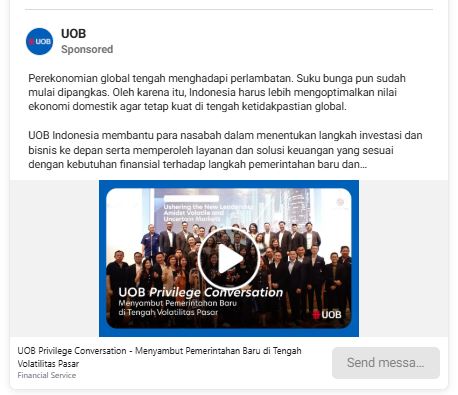 UOB
UOB
Sponsored
Perekonomian global tengah menghadapi perlambatan. Suku bunga pun sudah
mulai dipangkas. Oleh karena itu, Indonesia harus lebih mengoptimalkan nilai
ekonomi domestik agar tetap kuat di tengah ketidakpastian global.
UOB Indonesia membantu para nasabah dalam menentukan langkah investasi dan
bisnis ke depan serta memperoleh layanan dan solusi keuangan yang sesuai
dengan kebutuhan finansial terhadap langkah pemerintahan baru dan...
Ushering the New Leadership
Amidst Volatile and
Uncertain Markets
UOB Privilege Conversation
Menyambut Pemerintahan Baru
di Tengah Volatilitas Pasar
UOB
UOB Privilege Conversation - Menyambut Pemerintahan Baru di Tengah
Volatilitas Pasar
Financial Service
Send messa...